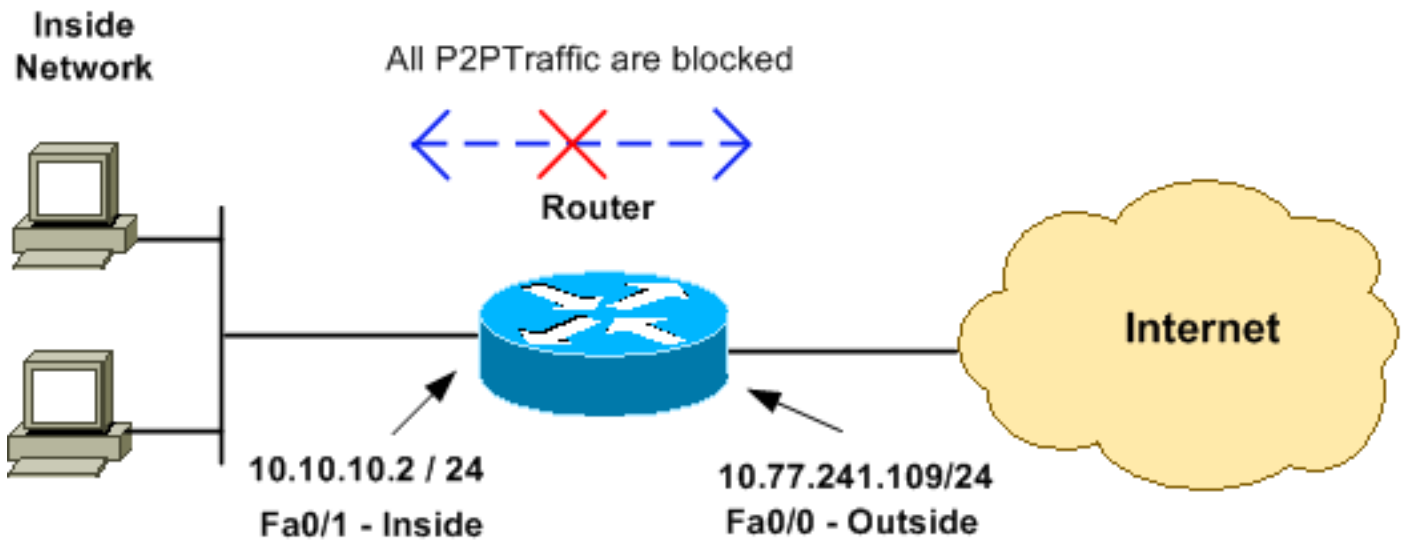 Inside
Network
All P2PTraffic are blocked
Router
Internet
10.10.10.2 / 24
Fa0/1 - Inside
10.77.241.109/24
Fa0/0 - Outside